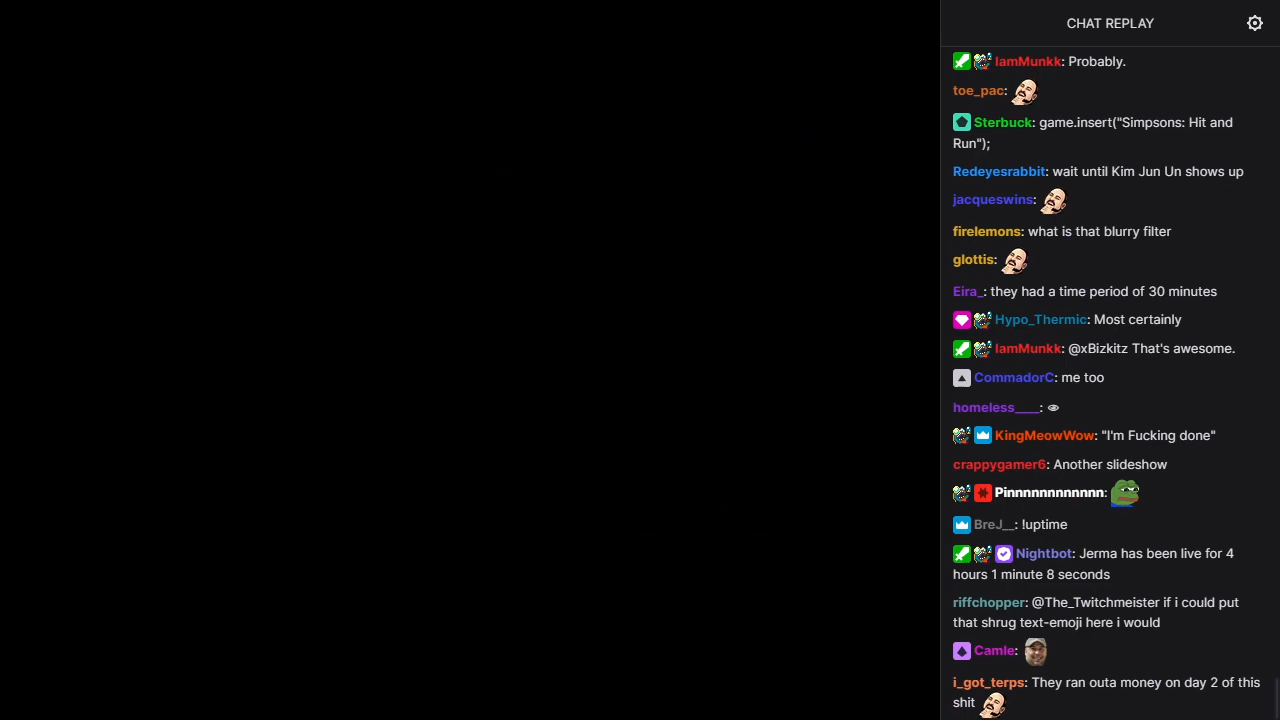 CHAT REPLAY
IamMunkk: Probably.
toe_pac:
Sterbuck: game.insert("Simpsons: Hit and
Run");
Redeyesrabbit: wait until Kim Jun Un shows up
jacqueswins:
firelemons: what is that blurry filter
glottis:
Eira_: they had a time period of 30 minutes
Hypo_Thermic: Most certainly
IamMunkk: @xBizkitz That's awesome.
CommadorC: me too
homeless____:
KingMeowWow: "I'm Fucking done"
crappygamer6: Another slideshow
Pinnnnnnnnnnnn:
BreJ__: !uptime
Nightbot: Jerma has been live for 4
hours 1 minute 8 seconds
riffchopper: @The_Twitchmeister if i could put
that shrug text-emoji here i would
Camle:
i_got_terps: They ran outa money on day 2 of this
shit